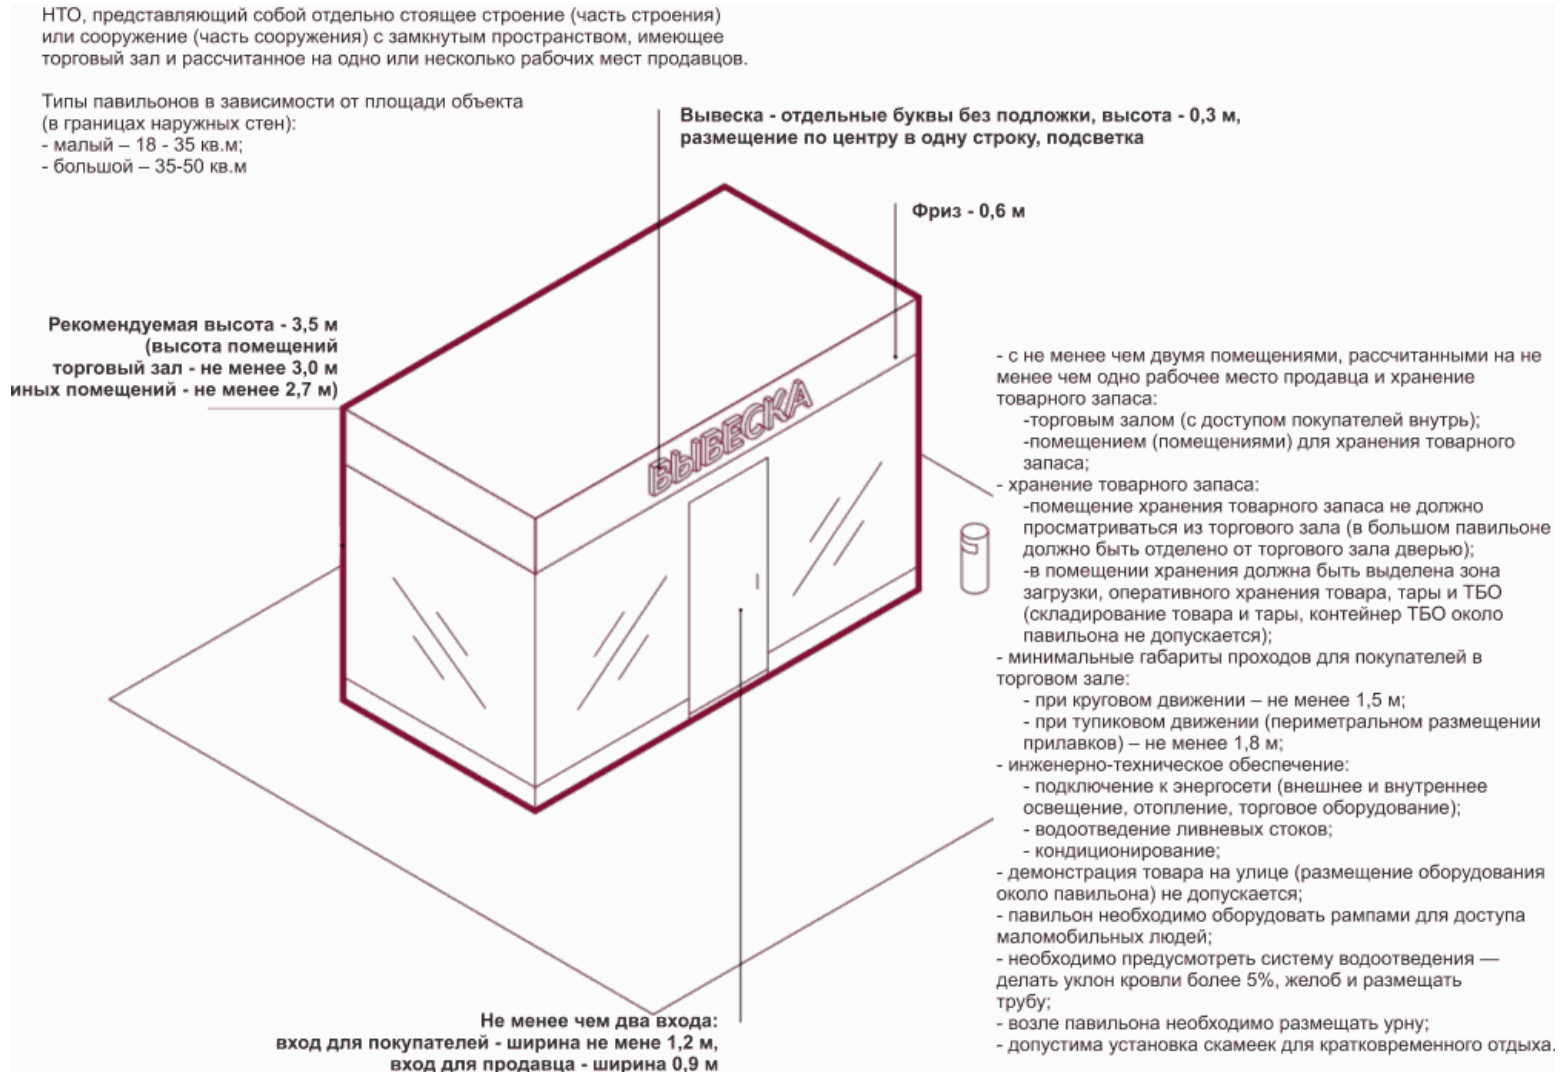 НТО, представляющий собой отдельно стоящее строение (часть строения)
или сооружение (часть сооружения) с замкнутым пространством, имеющее
торговый зал и рассчитанное на одно или несколько рабочих мест продавцов.
Типы павильонов в зависимости от площади объекта
(в границах наружных стен):
- малый – 18 - 35 кв.м;
- большой – 35-50 кв.м
Вывеска - отдельные буквы без подложки, высота - 0,3 м,
размещение по центру в одну строку, подсветка
Фриз - 0,6 м
Рекомендуемая высота - 3,5 м
(высота помещений
торговый зал - не менее 3,0 м
иных помещений - не менее 2,7 м)
ВЫВЕСКА
- с не менее чем двумя помещениями, рассчитанными на не
менее чем одно рабочее место продавца и хранение
товарного запаса:
-торговым залом (с доступом покупателей внутрь);
-помещением (помещениями) для хранения товарного
запаса;
- хранение товарного запаса:
-помещение хранения товарного запаса не должно
просматриваться из торгового зала (в большом павильоне
должно быть отделено от торгового зала дверью);
-в помещении хранения должна быть выделена зона
загрузки, оперативного хранения товара, тары и ТБО
(складирование товара и тары, контейнер ТБО около
павильона не допускается);
- минимальные габариты проходов для покупателей в
торговом зале:
- при круговом движении – не менее 1,5 м;
- при тупиковом движении (периметральном размещении
прилавков) – не менее 1,8 м;
- инженерно-техническое обеспечение:
- подключение к энергосети (внешнее и внутреннее
освещение, отопление, торговое оборудование);
- водоотведение ливневых стоков;
- кондиционирование;
- демонстрация товара на улице (размещение оборудования
около павильона) не допускается;
- павильон необходимо оборудовать рампами для доступа
маломобильных людей;
- необходимо предусмотреть систему водоотведения —
делать уклон кровли более 5%, желоб и размещать
трубу;
- возле павильона необходимо размещать урну;
- допустима установка скамеек для кратковременного отдыха.
Не менее чем два входа:
вход для покупателей - ширина не мене 1,2 м,
вход для продавца - ширина 0,9 м